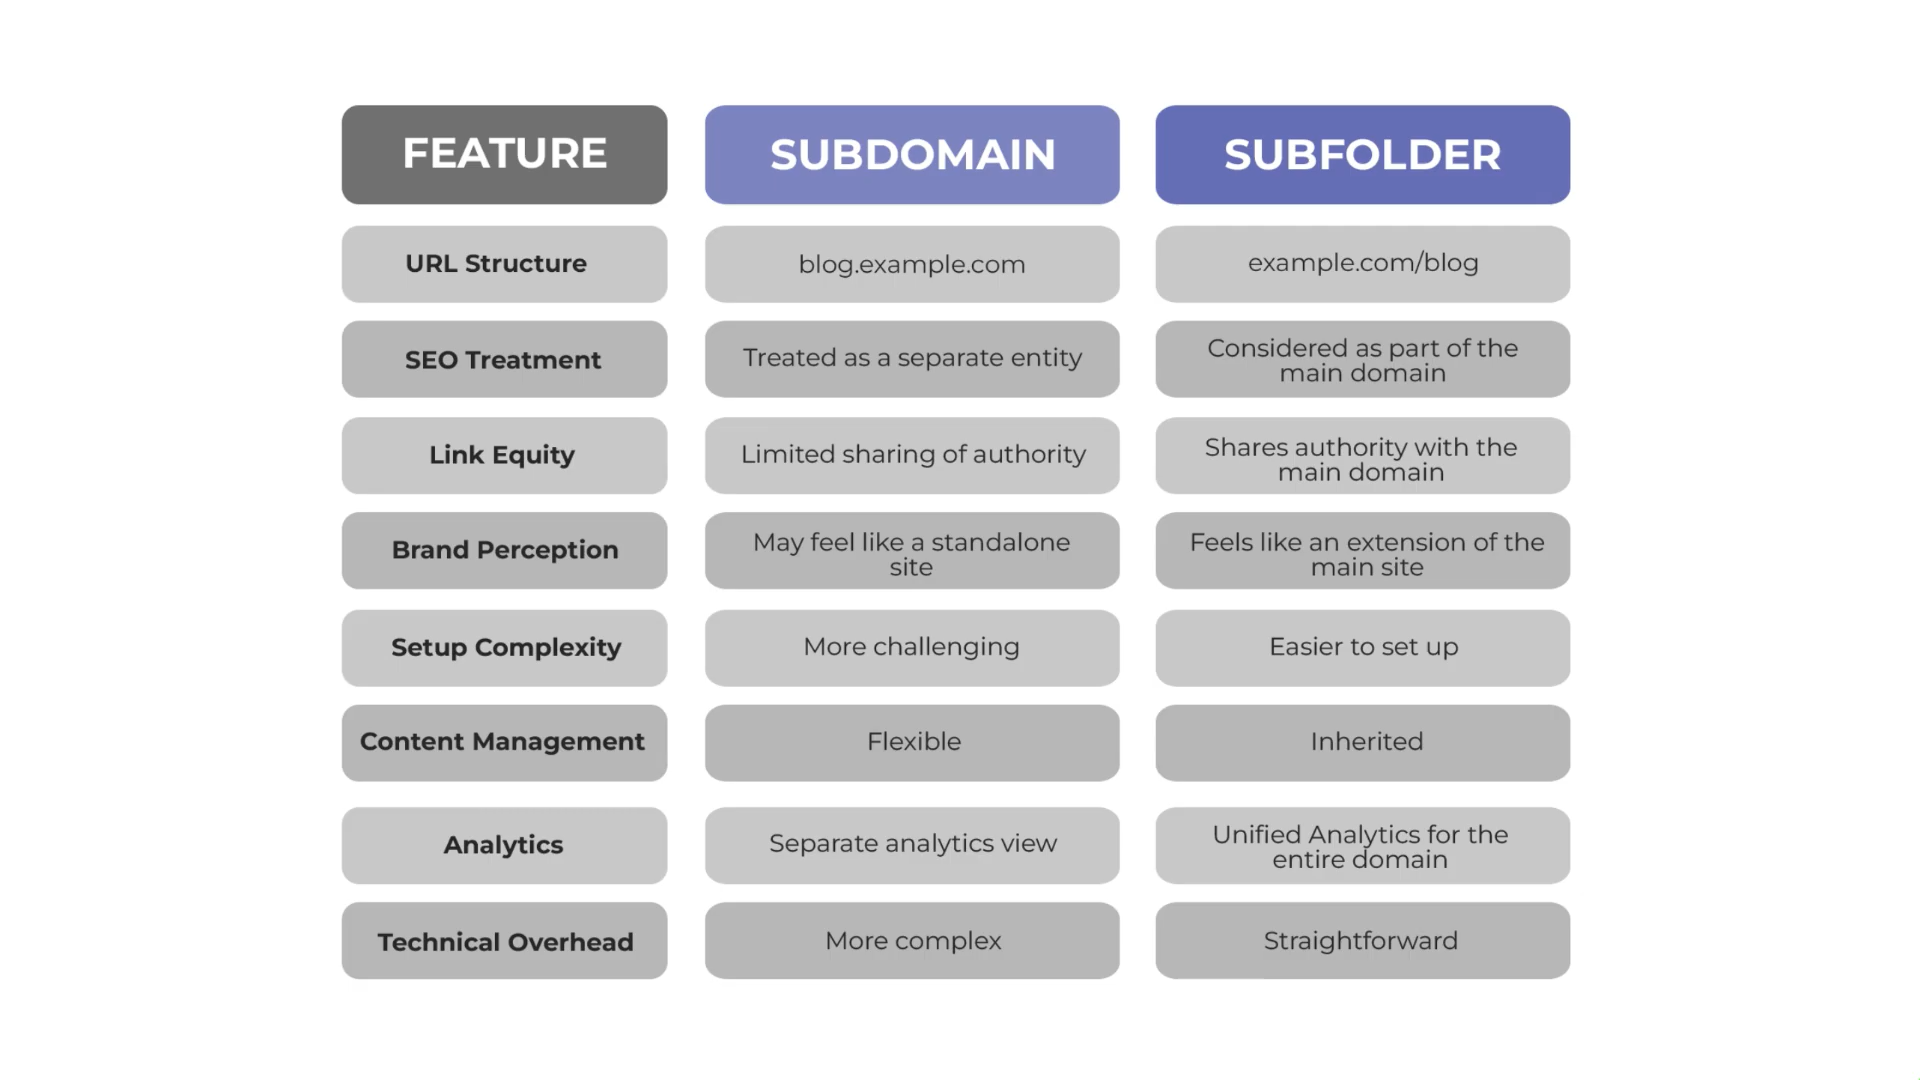 FEATURE
SUBDOMAIN
SUBFOLDER
URL Structure
blog.example.com
example.com/blog
SEO Treatment
Treated as a separate entity
Considered as part of the
main domain
Link Equity
Limited sharing of authority
Shares authority with the
main domain
Brand Perception
May feel like a standalone
site
Feels like an extension of the
main site
Setup Complexity
More challenging
Easier to set up
Content Management
Flexible
Inherited
Analytics
Separate analytics view
Unified Analytics for the
entire domain
Technical Overhead
More complex
Straightforward